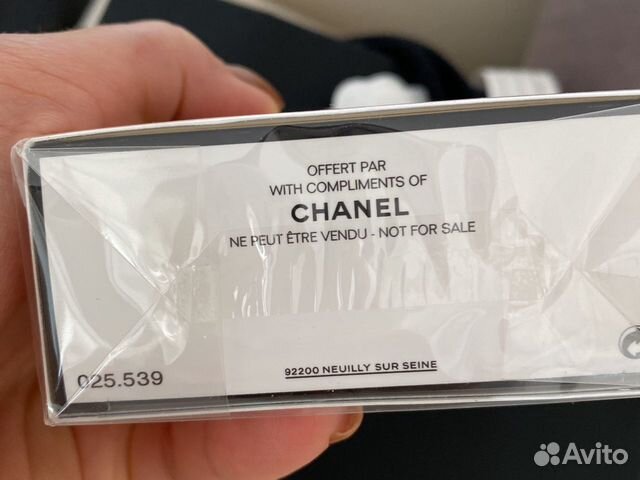 OFFERT PAR
WITH COMPLIMENTS OF
CHANEL
NE PEUT ÊTRE VENDU - NOT FOR SALE
92200 NEUILLY SUR SEINE
025.539
Avito